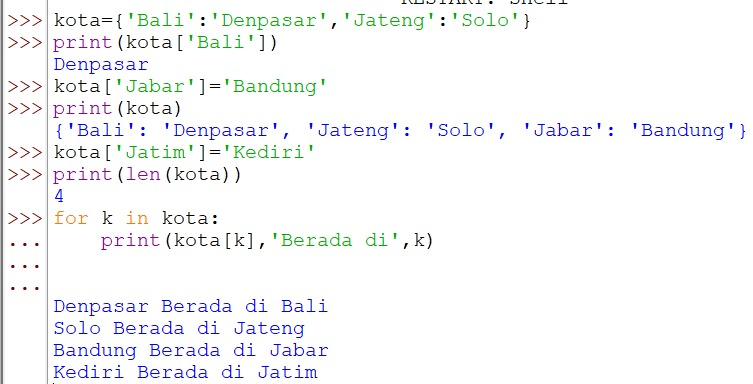 RESTART: Shell
>>> kota={'Bali':'Denpasar','Jateng':'Solo'}
>>> print(kota['Bali'])
Denpasar
>>> kota['Jabar']='Bandung'
>>> print(kota)
{'Bali': 'Denpasar', 'Jateng': 'Solo', 'Jabar': 'Bandung'}
>>> kota['Jatim']='Kediri'
>>> print(len(kota))
4
>>> for k in kota:
...     print(kota[k],'Berada di',k)
...
...
Denpasar Berada di Bali
Solo Berada di Jateng
Bandung Berada di Jabar
Kediri Berada di Jatim